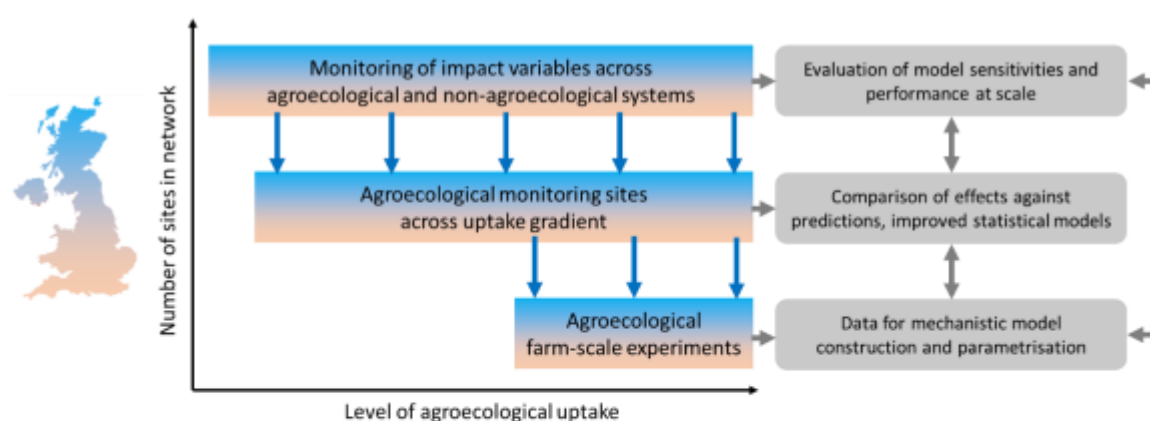 Number of sites in network
Monitoring of impact variables across
agroecological and non-agroecological systems
Evaluation of model sensitivities and
performance at scale
Agroecological monitoring sites
across uptake gradient
Comparison of effects against
predictions, improved statistical models
Agroecological
farm-scale experiments
Data for mechanistic model
construction and parametrisation
Level of agroecological uptake